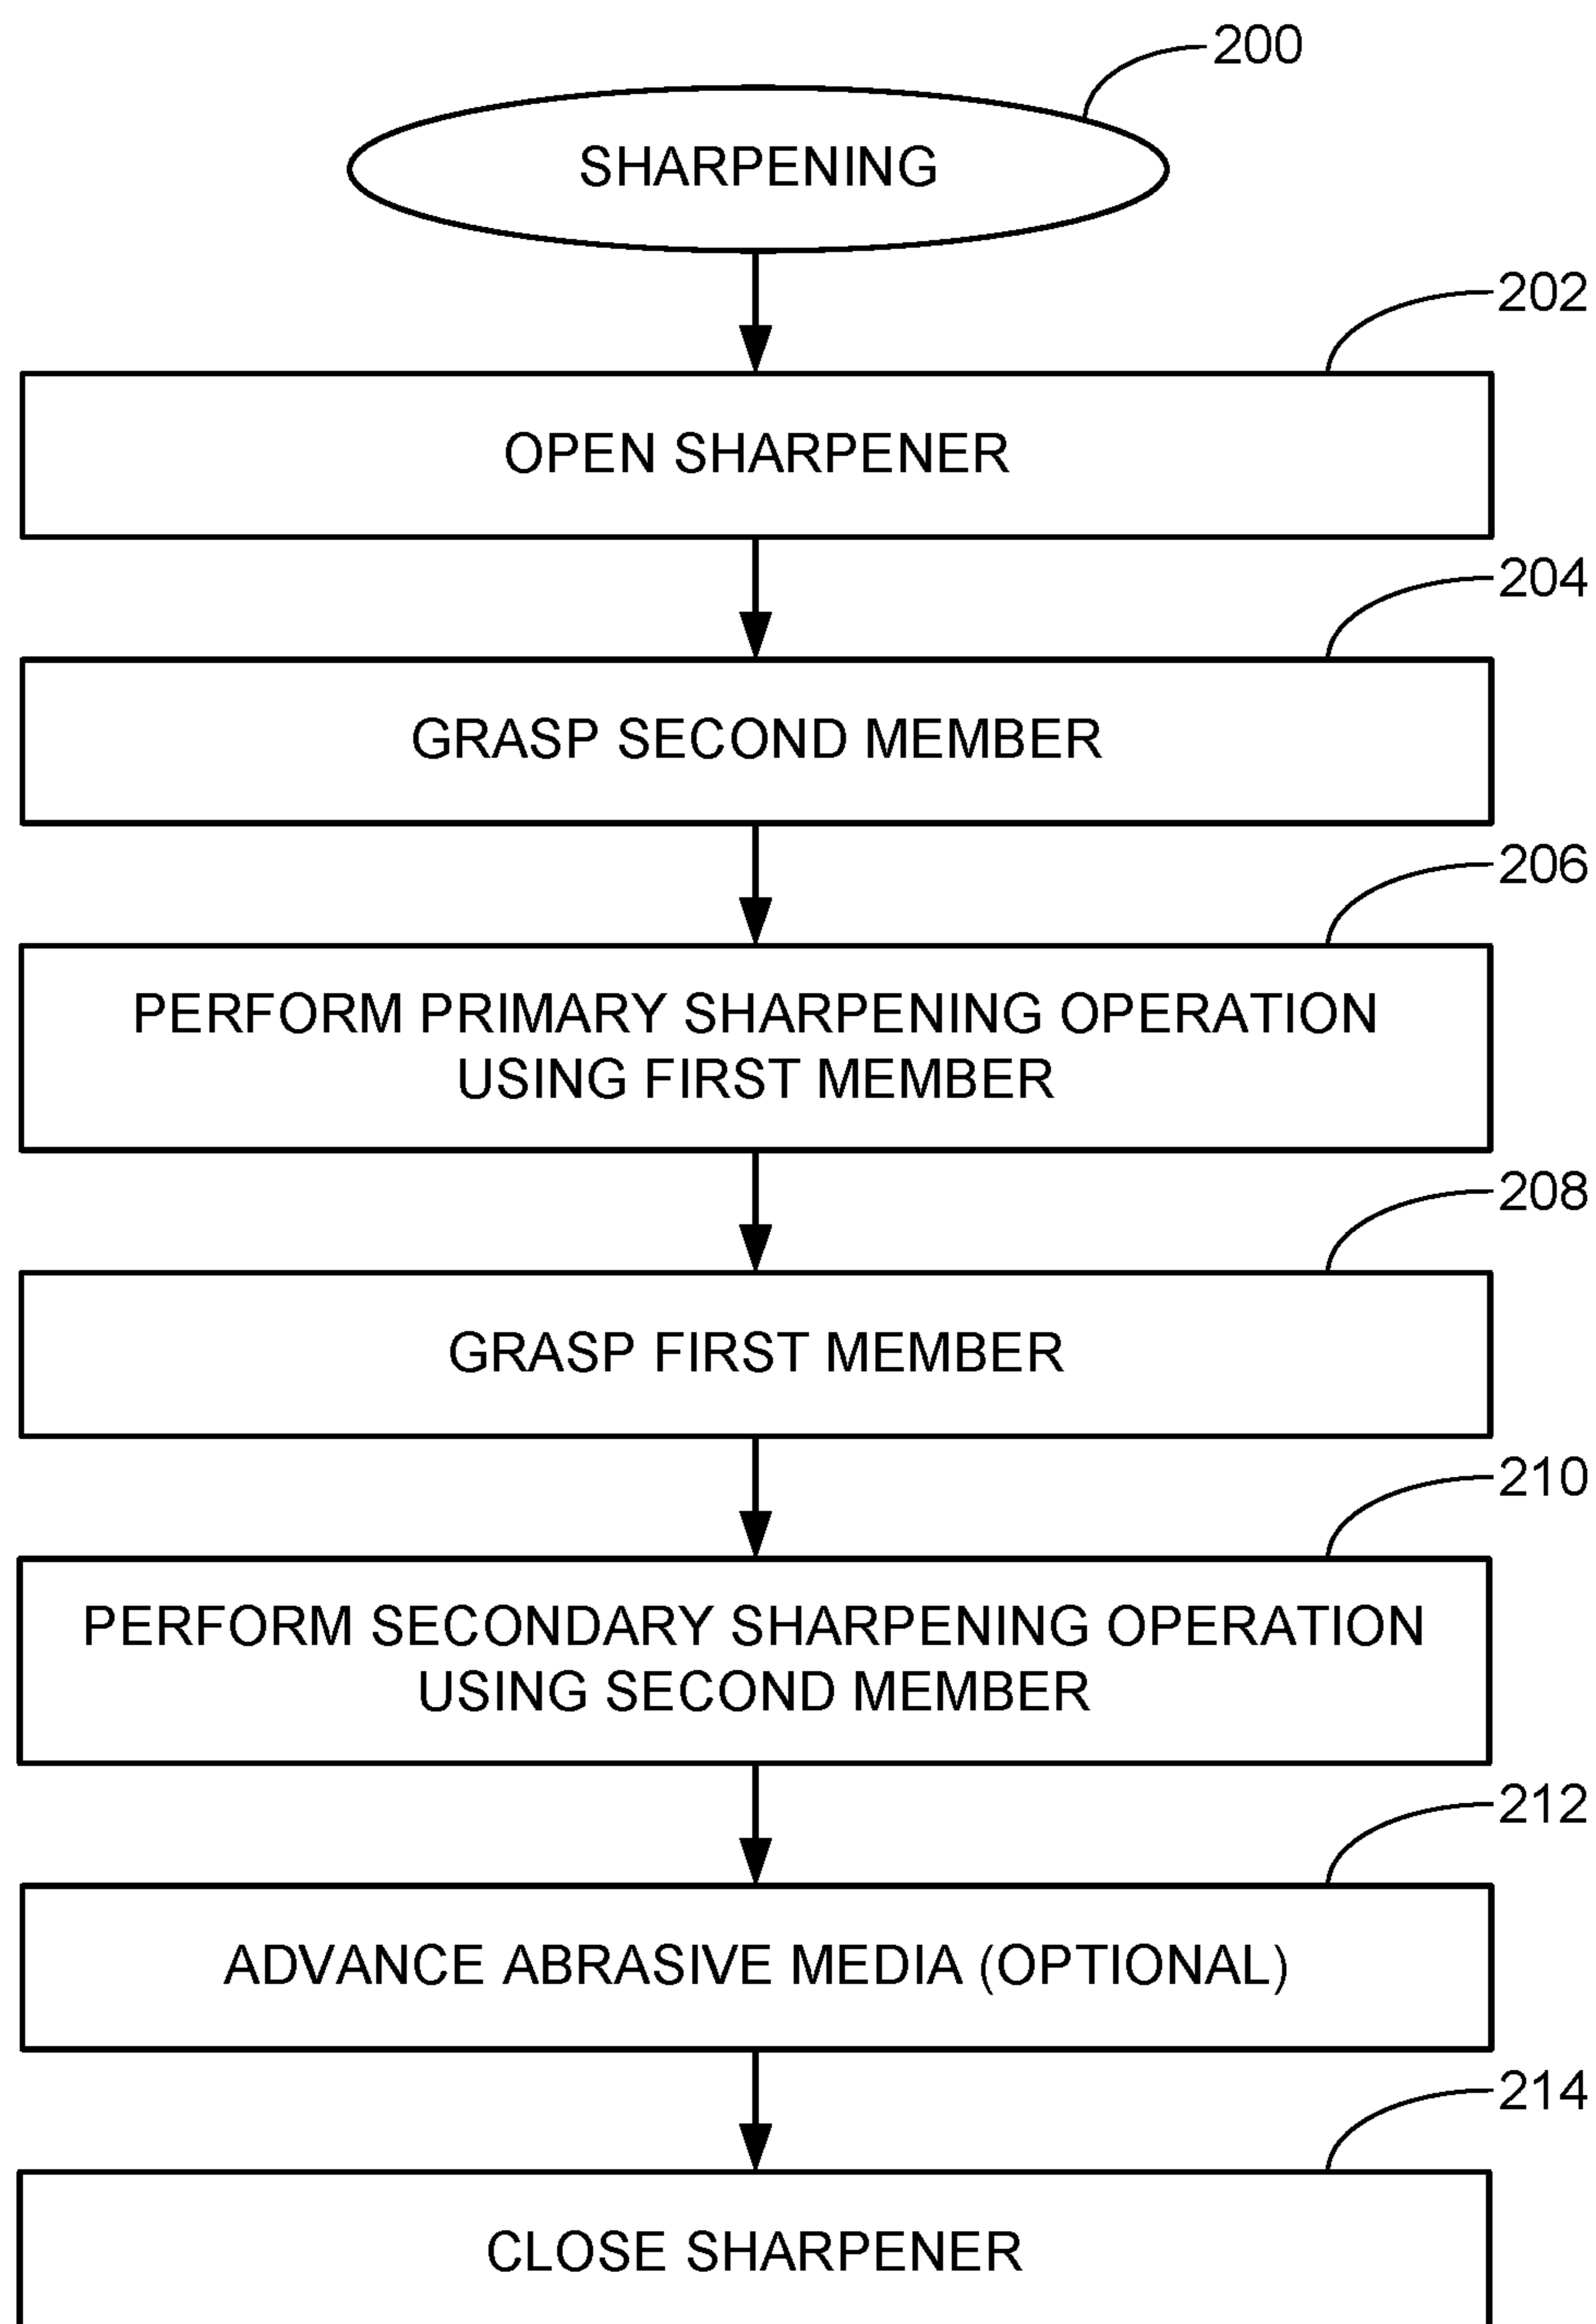 200
SHARPENING
202
OPEN SHARPENER
204
GRASP SECOND MEMBER
206
PERFORM PRIMARY SHARPENING OPERATION
USING FIRST MEMBER
208
GRASP FIRST MEMBER
210
PERFORM SECONDARY SHARPENING OPERATION
USING SECOND MEMBER
212
ADVANCE ABRASIVE MEDIA (OPTIONAL)
214
CLOSE SHARPENER